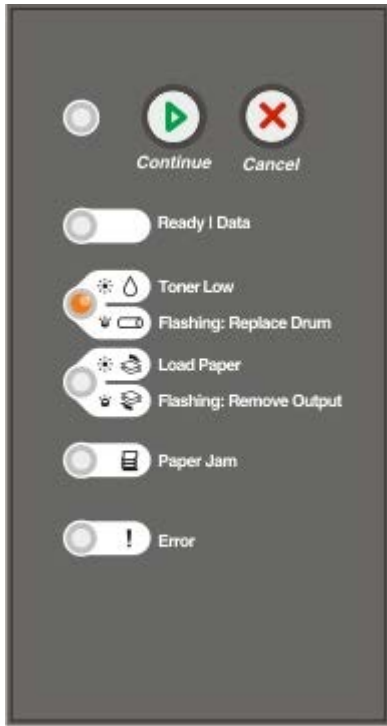 Continue
Cancel
Ready | Data
Toner Low
Flashing: Replace Drum
Load Paper
Flashing: Remove Output
Paper Jam
! Error